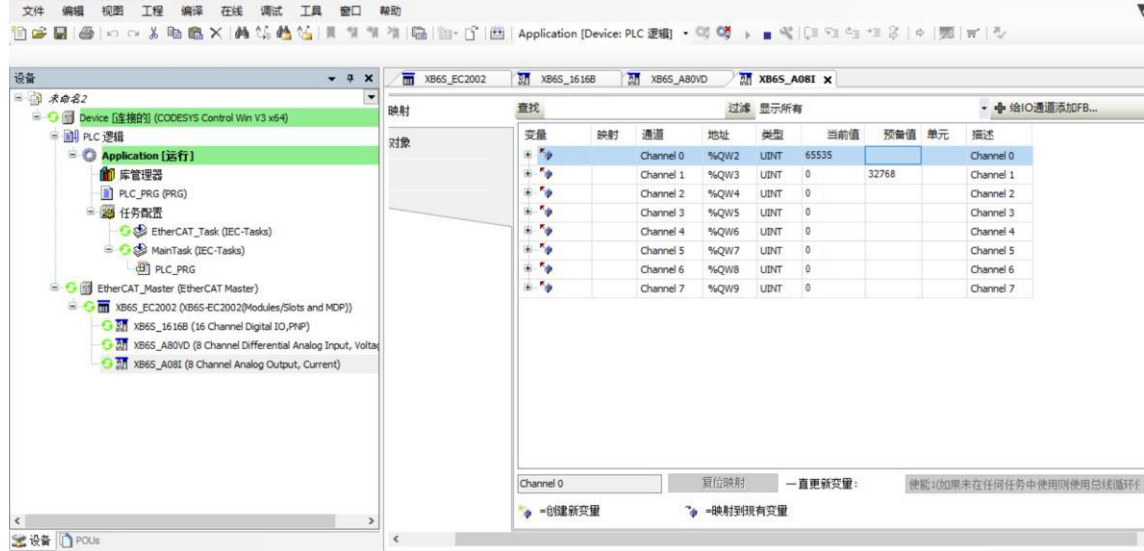 文件 编辑 视图 工程 编译 在线 调试 工具 窗口 帮助
Application [Device: PLC 逻辑]
设备
XB6S_EC2002 XB6S_1616B XB6S_A80VD XB6S_A08I
未命名2
Device [连接的] (CODESYS Control Win V3 x64)
PLC 逻辑
Application [运行]
库管理器
PLC_PRG (PRG)
任务配置
EtherCAT_Task (IEC-Tasks)
MainTask (IEC-Tasks)
PLC_PRG
EtherCAT_Master (EtherCAT Master)
XB6S_EC2002 (XB6S-EC2002(Modules/Slots and MDP))
XB6S_1616B (16 Channel Digital IO,PNP)
XB6S_A80VD (8 Channel Differential Analog Input, Voltag
XB6S_A08I (8 Channel Analog Output, Current)
设备 POUs
映射
对象
查找 过滤 显示所有 给IO通道添加FB...
变量 映射 通道 地址 类型 当前值 预备值 单元 描述
Channel 0 %QW2 UINT 65535 Channel 0
Channel 1 %QW3 UINT 0 32768 Channel 1
Channel 2 %QW4 UINT 0 Channel 2
Channel 3 %QW5 UINT 0 Channel 3
Channel 4 %QW6 UINT 0 Channel 4
Channel 5 %QW7 UINT 0 Channel 5
Channel 6 %QW8 UINT 0 Channel 6
Channel 7 %QW9 UINT 0 Channel 7
Channel 0 复位映射 一直更新变量: 使能1(如果未在任何任务中使用则使用总线循环任
=创建新变量 =映射到现有变量